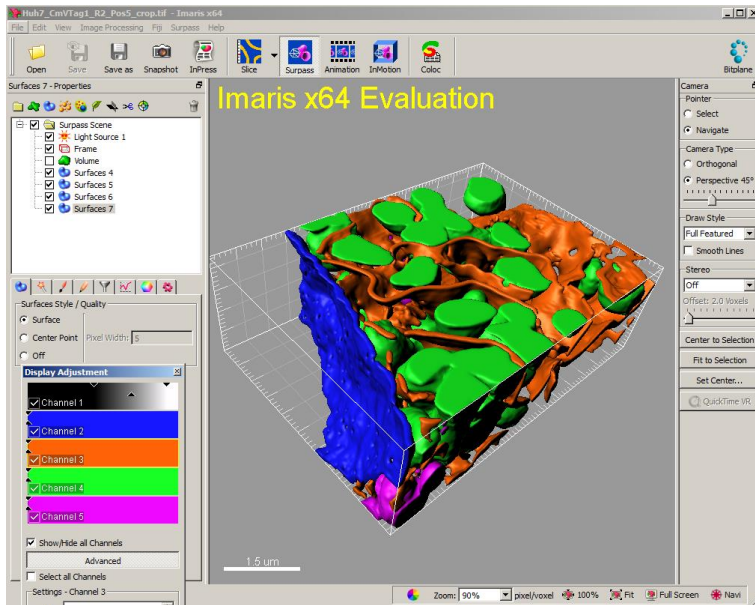 Huh7_CmVTag1_R2_Pos5_crop.tif - Imaris x64
File Edit View Image Processing Fiji Surpass Help
Open Save Save as Snapshot InPress Slice Surpass Animation InMotion Coloc Bitplane
Surfaces 7 - Properties
Surpass Scene
Light Source 1
Frame
Volume
Surfaces 4
Surfaces 5
Surfaces 6
Surfaces 7
Surfaces Style / Quality
Surface
Center Point Pixel Width: 5
Off
Display Adjustment
Channel 1
Channel 2
Channel 3
Channel 4
Channel 5
Show/Hide all Channels
Advanced
Select all Channels
Settings - Channel 3
Imaris x64 Evaluation
1.5 um
Camera
Pointer
Select
Navigate
Camera Type
Orthogonal
Perspective 45°
Draw Style
Full Featured
Smooth Lines
Stereo
Off
Offset: 2.0 Voxels
Center to Selection
Fit to Selection
Set Center...
QuickTime VR
Zoom: 90% pixel/voxel 100% Fit Full Screen Navi